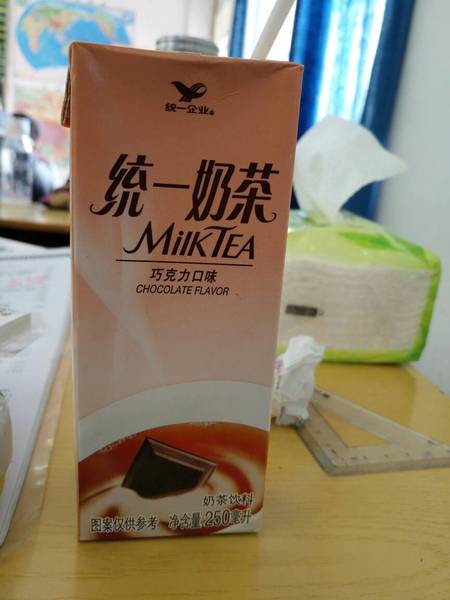 统一企业®
统一奶茶
MilkTEA
巧克力口味
CHOCOLATE FLAVOR
奶茶饮料
图案仅供参考 净含量:250毫升